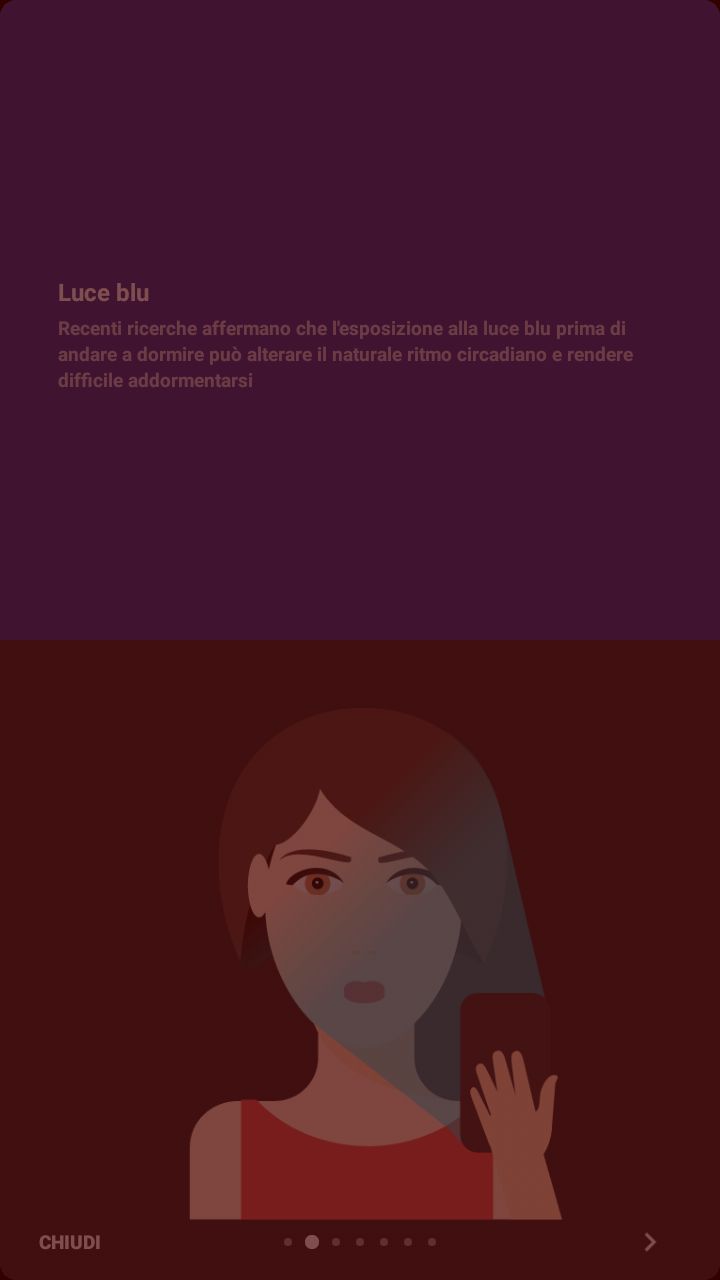 Luce blu
Recenti ricerche affermano che l'esposizione alla luce blu prima di
andare a dormire può alterare il naturale ritmo circadiano e rendere
difficile addormentarsi
CHIUDI